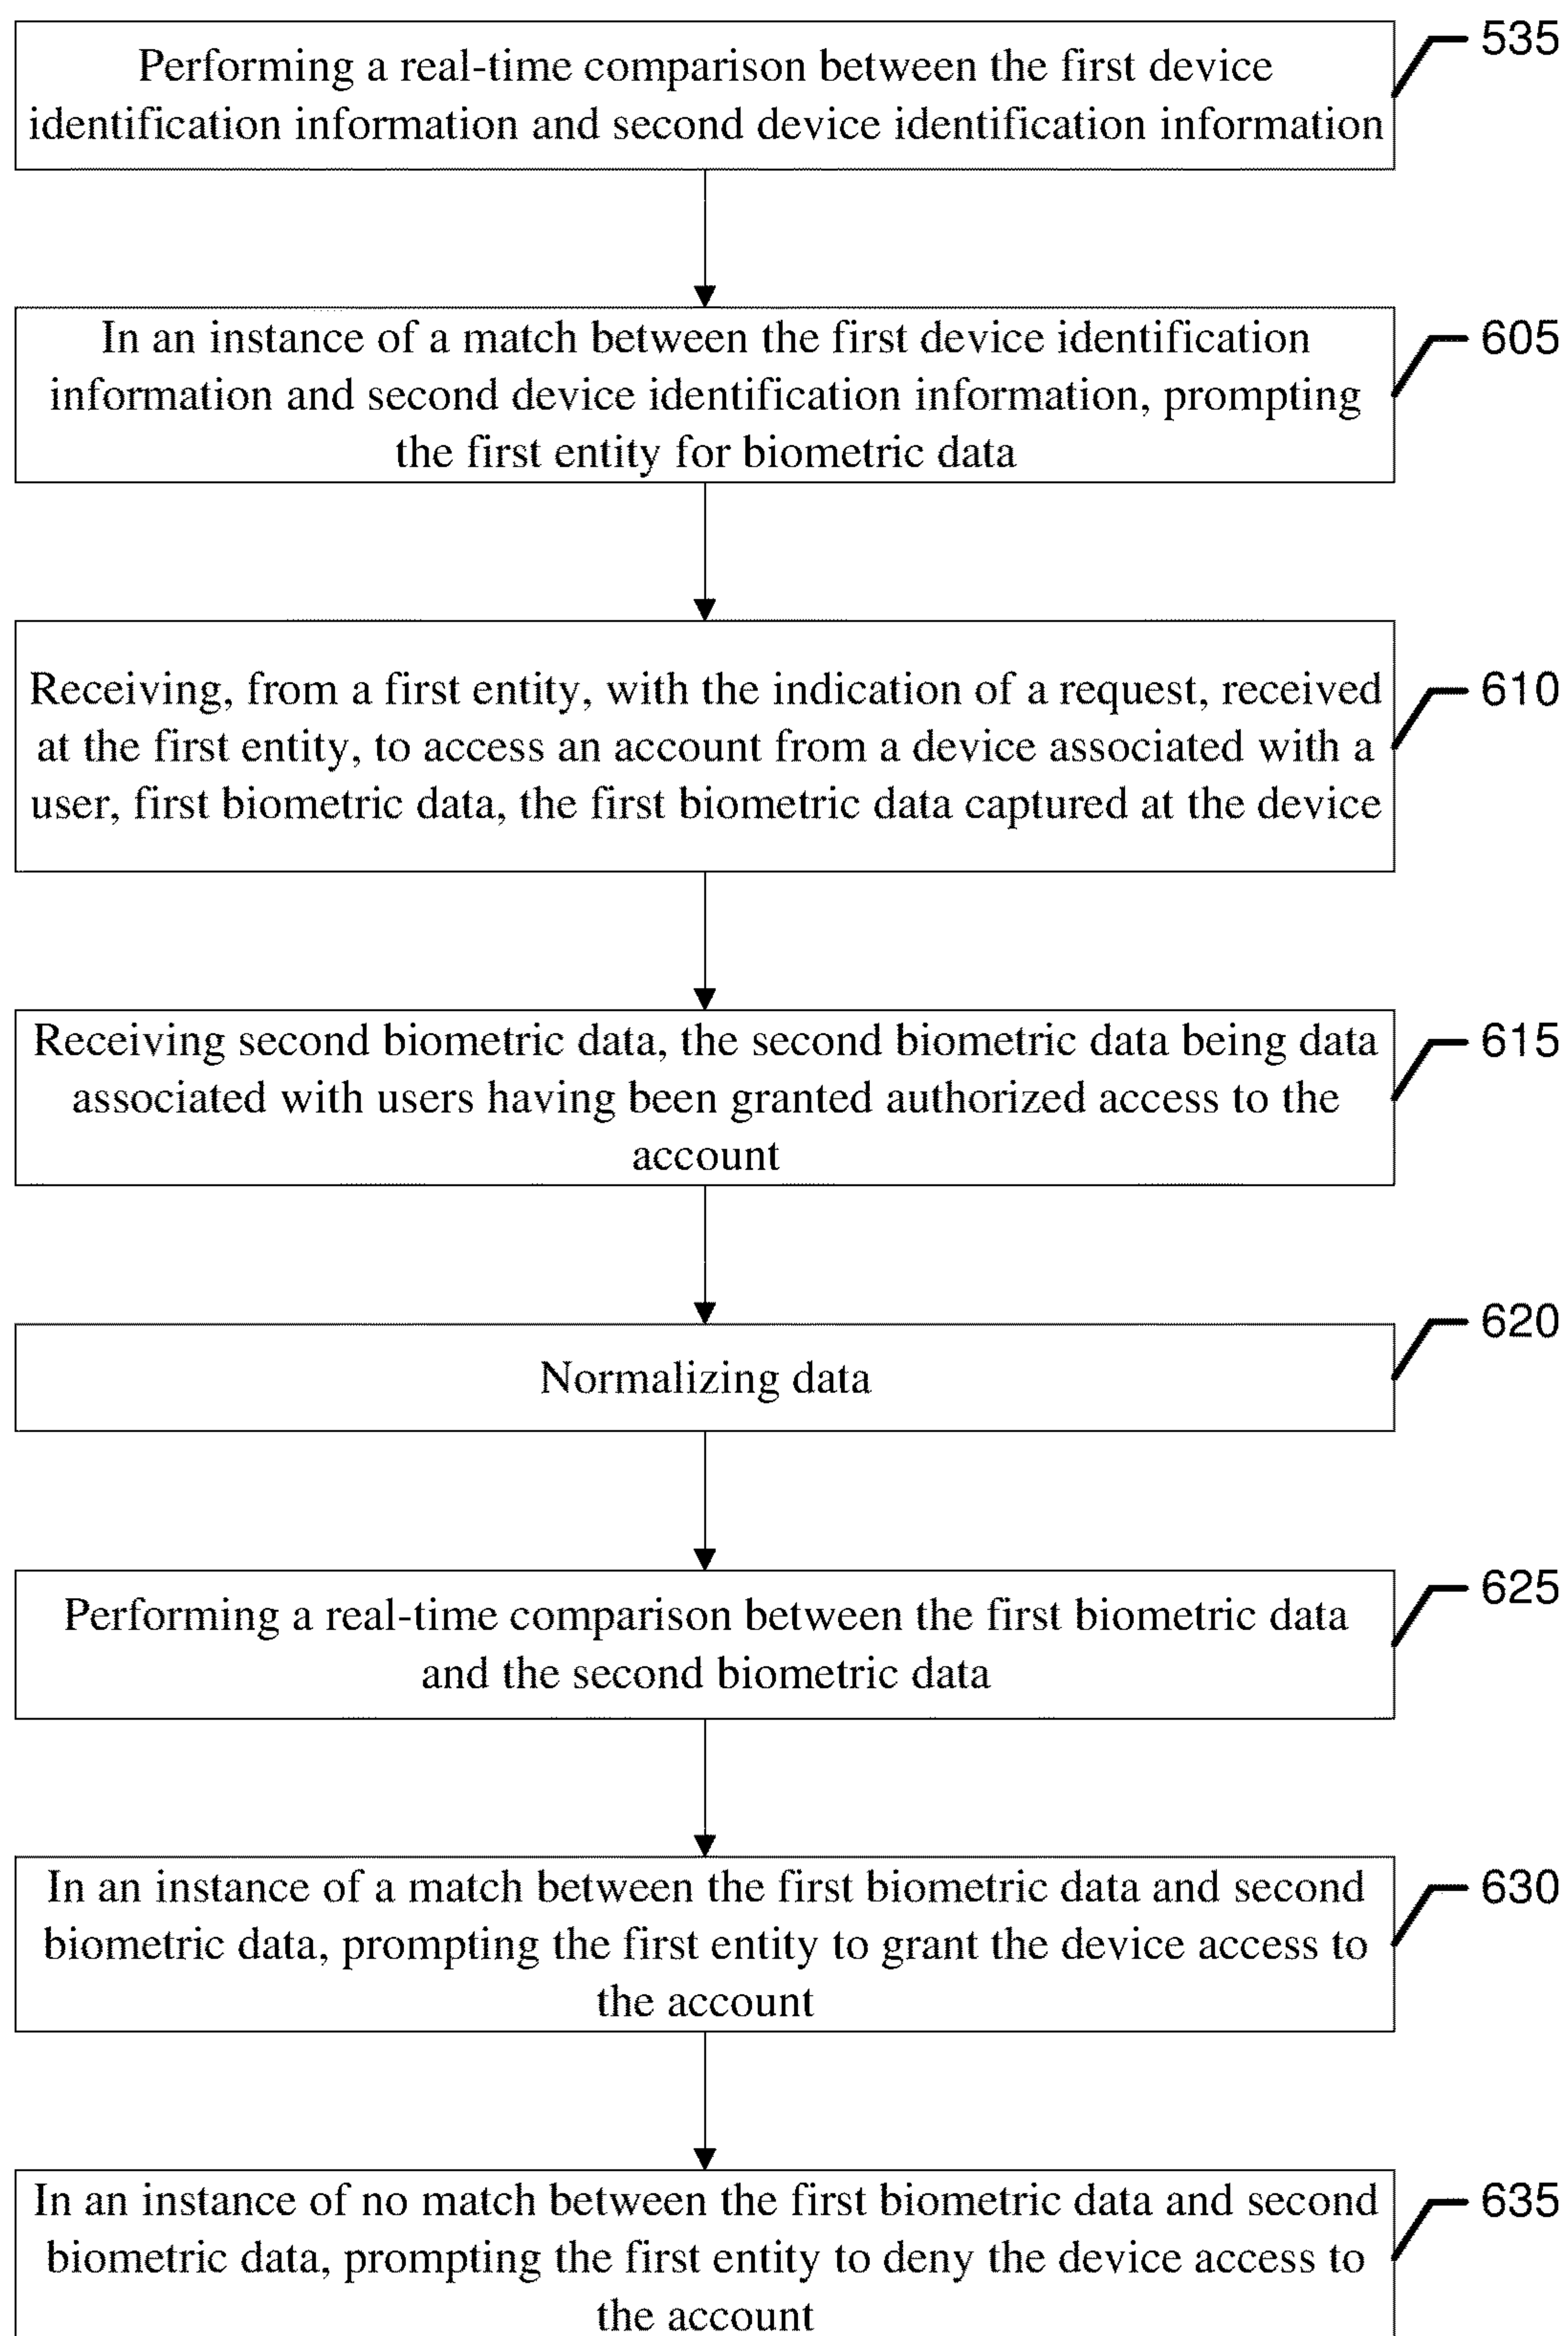 Performing a real-time comparison between the first device
identification information and second device identification information
535
In an instance of a match between the first device identification
information and second device identification information, prompting
the first entity for biometric data
605
Receiving, from a first entity, with the indication of a request, received
at the first entity, to access an account from a device associated with a
user, first biometric data, the first biometric data captured at the device
610
Receiving second biometric data, the second biometric data being data
associated with users having been granted authorized access to the
account
615
Normalizing data
620
Performing a real-time comparison between the first biometric data
and the second biometric data
625
In an instance of a match between the first biometric data and second
biometric data, prompting the first entity to grant the device access to
the account
630
In an instance of no match between the first biometric data and second
biometric data, prompting the first entity to deny the device access to
the account
635